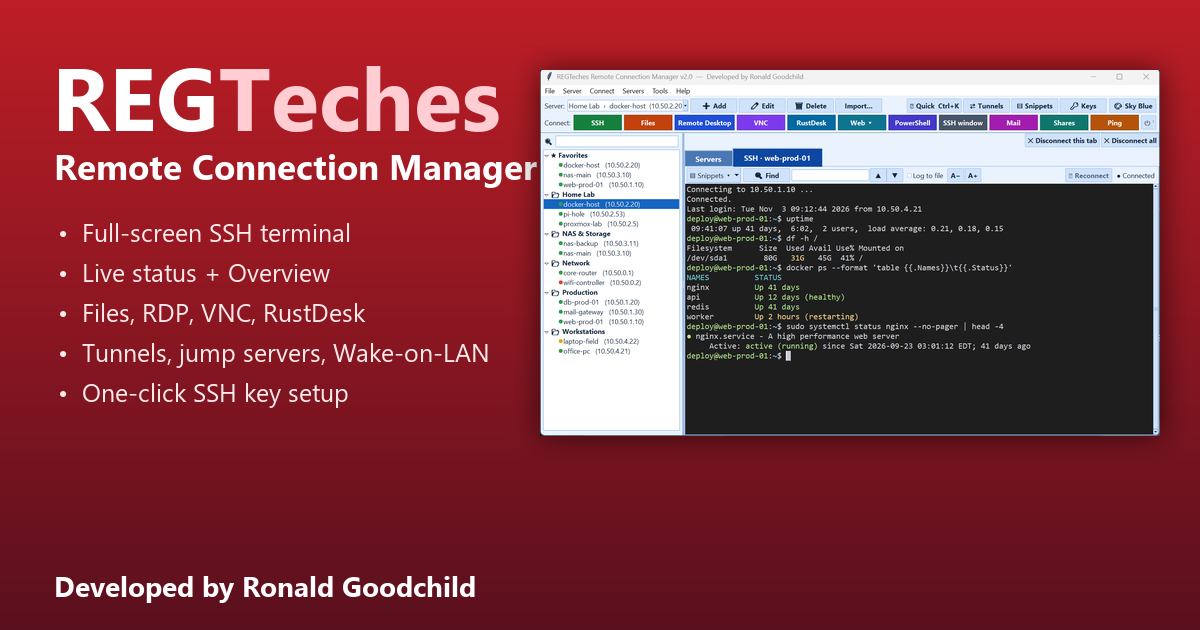 REGTeches
Remote Connection Manager
• Full-screen SSH terminal
• Live status + Overview
• Files, RDP, VNC, RustDesk
• Tunnels, jump servers, Wake-on-LAN
• One-click SSH key setup
Developed by Ronald Goodchild
REGTeches Remote Connection Manager v2.0 — Developed by Ronald Goodchild
File Server Connect Servers Tools Help
Server: Home Lab › docker-host (10.50.2.20) Add Edit Delete Import... Quick Ctrl+K Tunnels Snippets Keys Sky Blue
Connect: SSH Files Remote Desktop VNC RustDesk Web PowerShell SSH window Mail Shares Ping
Disconnect this tab Disconnect all
Servers SSH · web-prod-01
Snippets Find Log to file A− A+ Reconnect Connected
★ Favorites
docker-host (10.50.2.20)
nas-main (10.50.3.10)
web-prod-01 (10.50.1.10)
Home Lab
docker-host (10.50.2.20)
pi-hole (10.50.2.53)
proxmox-lab (10.50.2.5)
NAS & Storage
nas-backup (10.50.3.11)
nas-main (10.50.3.10)
Network
core-router (10.50.0.1)
wifi-controller (10.50.0.2)
Production
db-prod-01 (10.50.1.20)
mail-gateway (10.50.1.30)
web-prod-01 (10.50.1.10)
Workstations
laptop-field (10.50.4.22)
office-pc (10.50.4.21)
Connecting to 10.50.1.10 ...
Connected.
Last login: Tue Nov  3 09:12:44 2026 from 10.50.4.21
deploy@web-prod-01:~$ uptime
 09:41:07 up 41 days,  6:02,  2 users,  load average: 0.21, 0.18, 0.15
deploy@web-prod-01:~$ df -h /
Filesystem      Size  Used Avail Use% Mounted on
/dev/sda1        80G   31G   45G  41% /
deploy@web-prod-01:~$ docker ps --format 'table {{.Names}}\t{{.Status}}'
NAMES          STATUS
nginx          Up 41 days
api            Up 12 days (healthy)
redis          Up 41 days
worker         Up 2 hours (restarting)
deploy@web-prod-01:~$ sudo systemctl status nginx --no-pager | head -4
● nginx.service - A high performance web server
     Active: active (running) since Sat 2026-09-23 03:01:12 EDT; 41 days ago
deploy@web-prod-01:~$